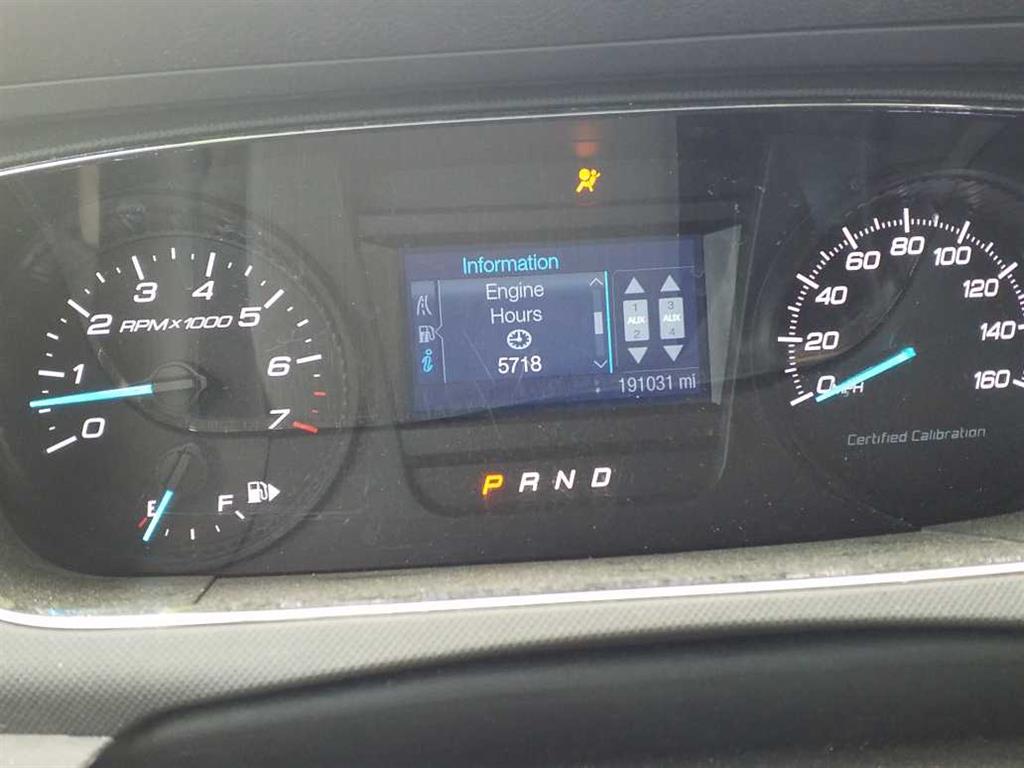 Information
Engine
Hours
5718
191031 mi
1 AUX 2
3 AUX 4
0 1 2 3 4 5 6 7
RPM×1000
E F
P R N D
0 20 40 60 80 100 120 140 160
Certified Calibration